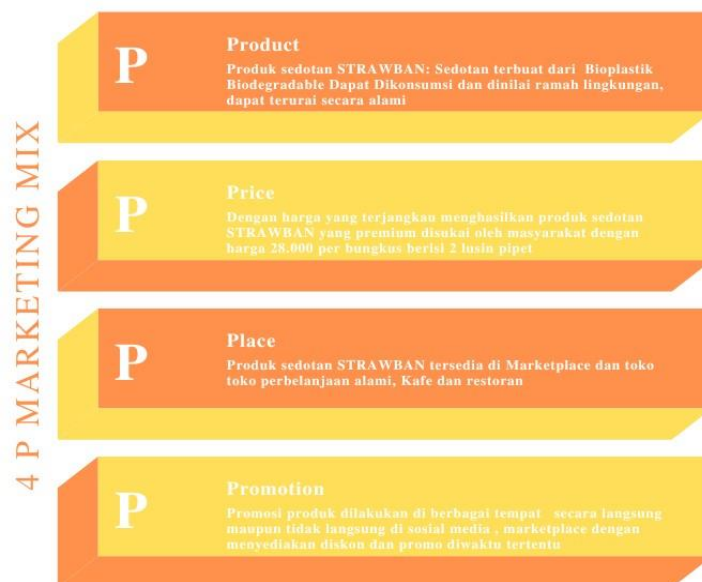 4 P MARKETING MIX
P
Product
Produk sedotan STRAWBAN: Sedotan terbuat dari Bioplastik
Biodegradable Dapat Dikonsumsi dan dinilai ramah lingkungan,
dapat terurai secara alami
P
Price
Dengan harga yang terjangkau menghasilkan produk sedotan
STRAWBAN yang premium disukai oleh masyarakat dengan
harga 28.000 per bungkus berisi 2 lusin pipet
P
Place
Produk sedotan STRAWBAN tersedia di Marketplace dan toko
toko perbelanjaan alami, Kafe dan restoran
P
Promotion
Promosi produk dilakukan di berbagai tempat secara langsung
maupun tidak langsung di sosial media , marketplace dengan
menyediakan diskon dan promo diwaktu tertentu